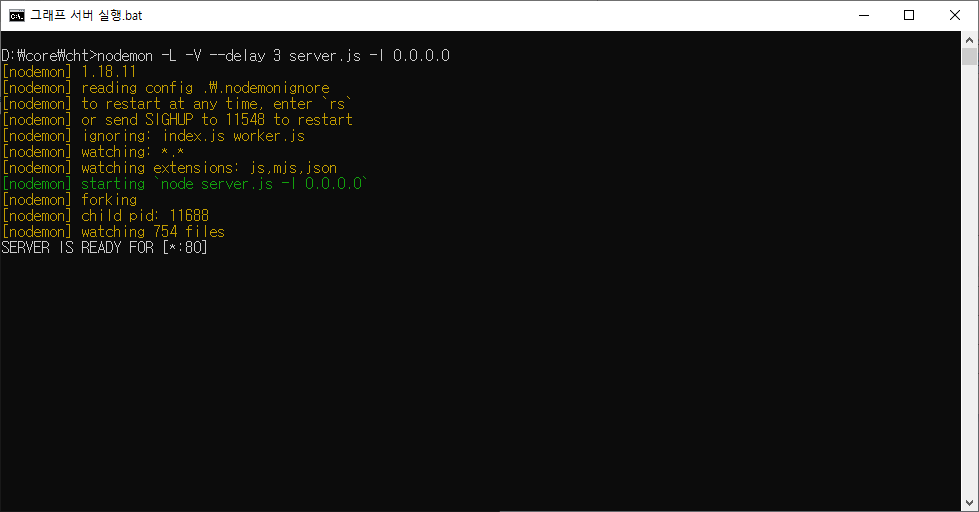 그래프 서버 실행.bat
D:\core\cht>nodemon -L -V --delay 3 server.js -l 0.0.0.0
[nodemon] 1.18.11
[nodemon] reading config .\.nodemonignore
[nodemon] to restart at any time, enter `rs`
[nodemon] or send SIGHUP to 11548 to restart
[nodemon] ignoring: index.js worker.js
[nodemon] watching: *.*
[nodemon] watching extensions: js,mjs,json
[nodemon] starting `node server.js -l 0.0.0.0`
[nodemon] forking
[nodemon] child pid: 11688
[nodemon] watching 754 files
SERVER IS READY FOR [*:80]